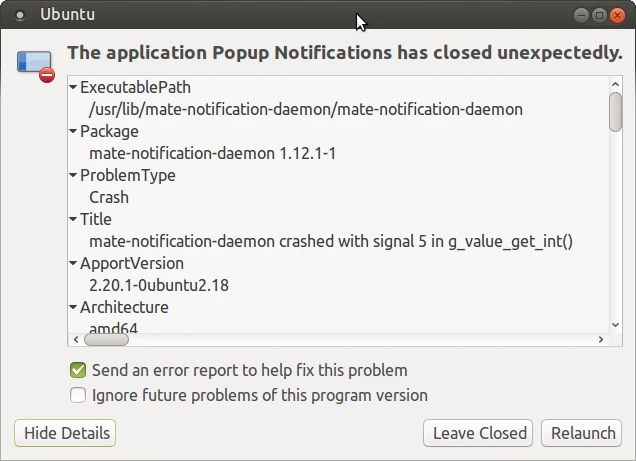 Ubuntu
The application Popup Notifications has closed unexpectedly.
ExecutablePath
/usr/lib/mate-notification-daemon/mate-notification-daemon
Package
mate-notification-daemon 1.12.1-1
ProblemType
Crash
Title
mate-notification-daemon crashed with signal 5 in g_value_get_int()
ApportVersion
2.20.1-0ubuntu2.18
Architecture
amd64
Send an error report to help fix this problem
Ignore future problems of this program version
Hide Details
Leave Closed
Relaunch